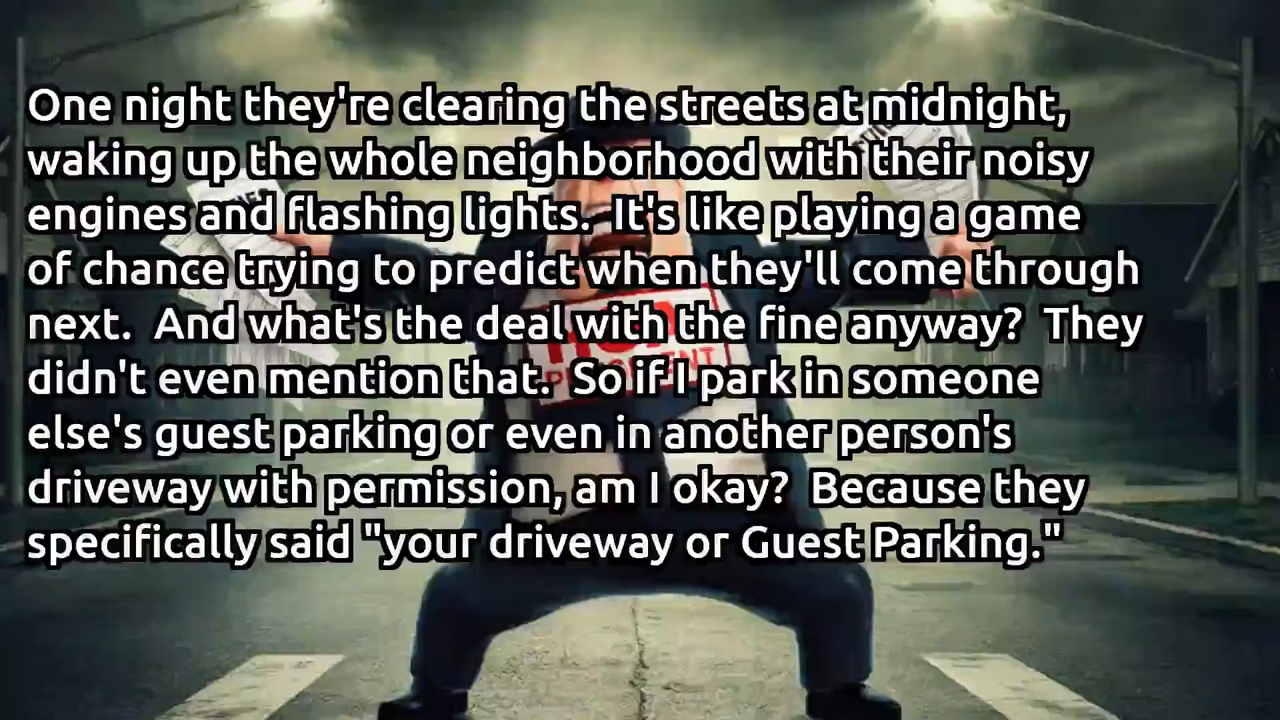 One night they're clearing the streets at midnight,
waking up the whole neighborhood with their noisy
engines and flashing lights.  It's like playing a game
of chance trying to predict when they'll come through
next.  And what's the deal with the fine anyway?  They
didn't even mention that.  So if I park in someone
else's guest parking or even in another person's
driveway with permission, am I okay?  Because they
specifically said "your driveway or Guest Parking."